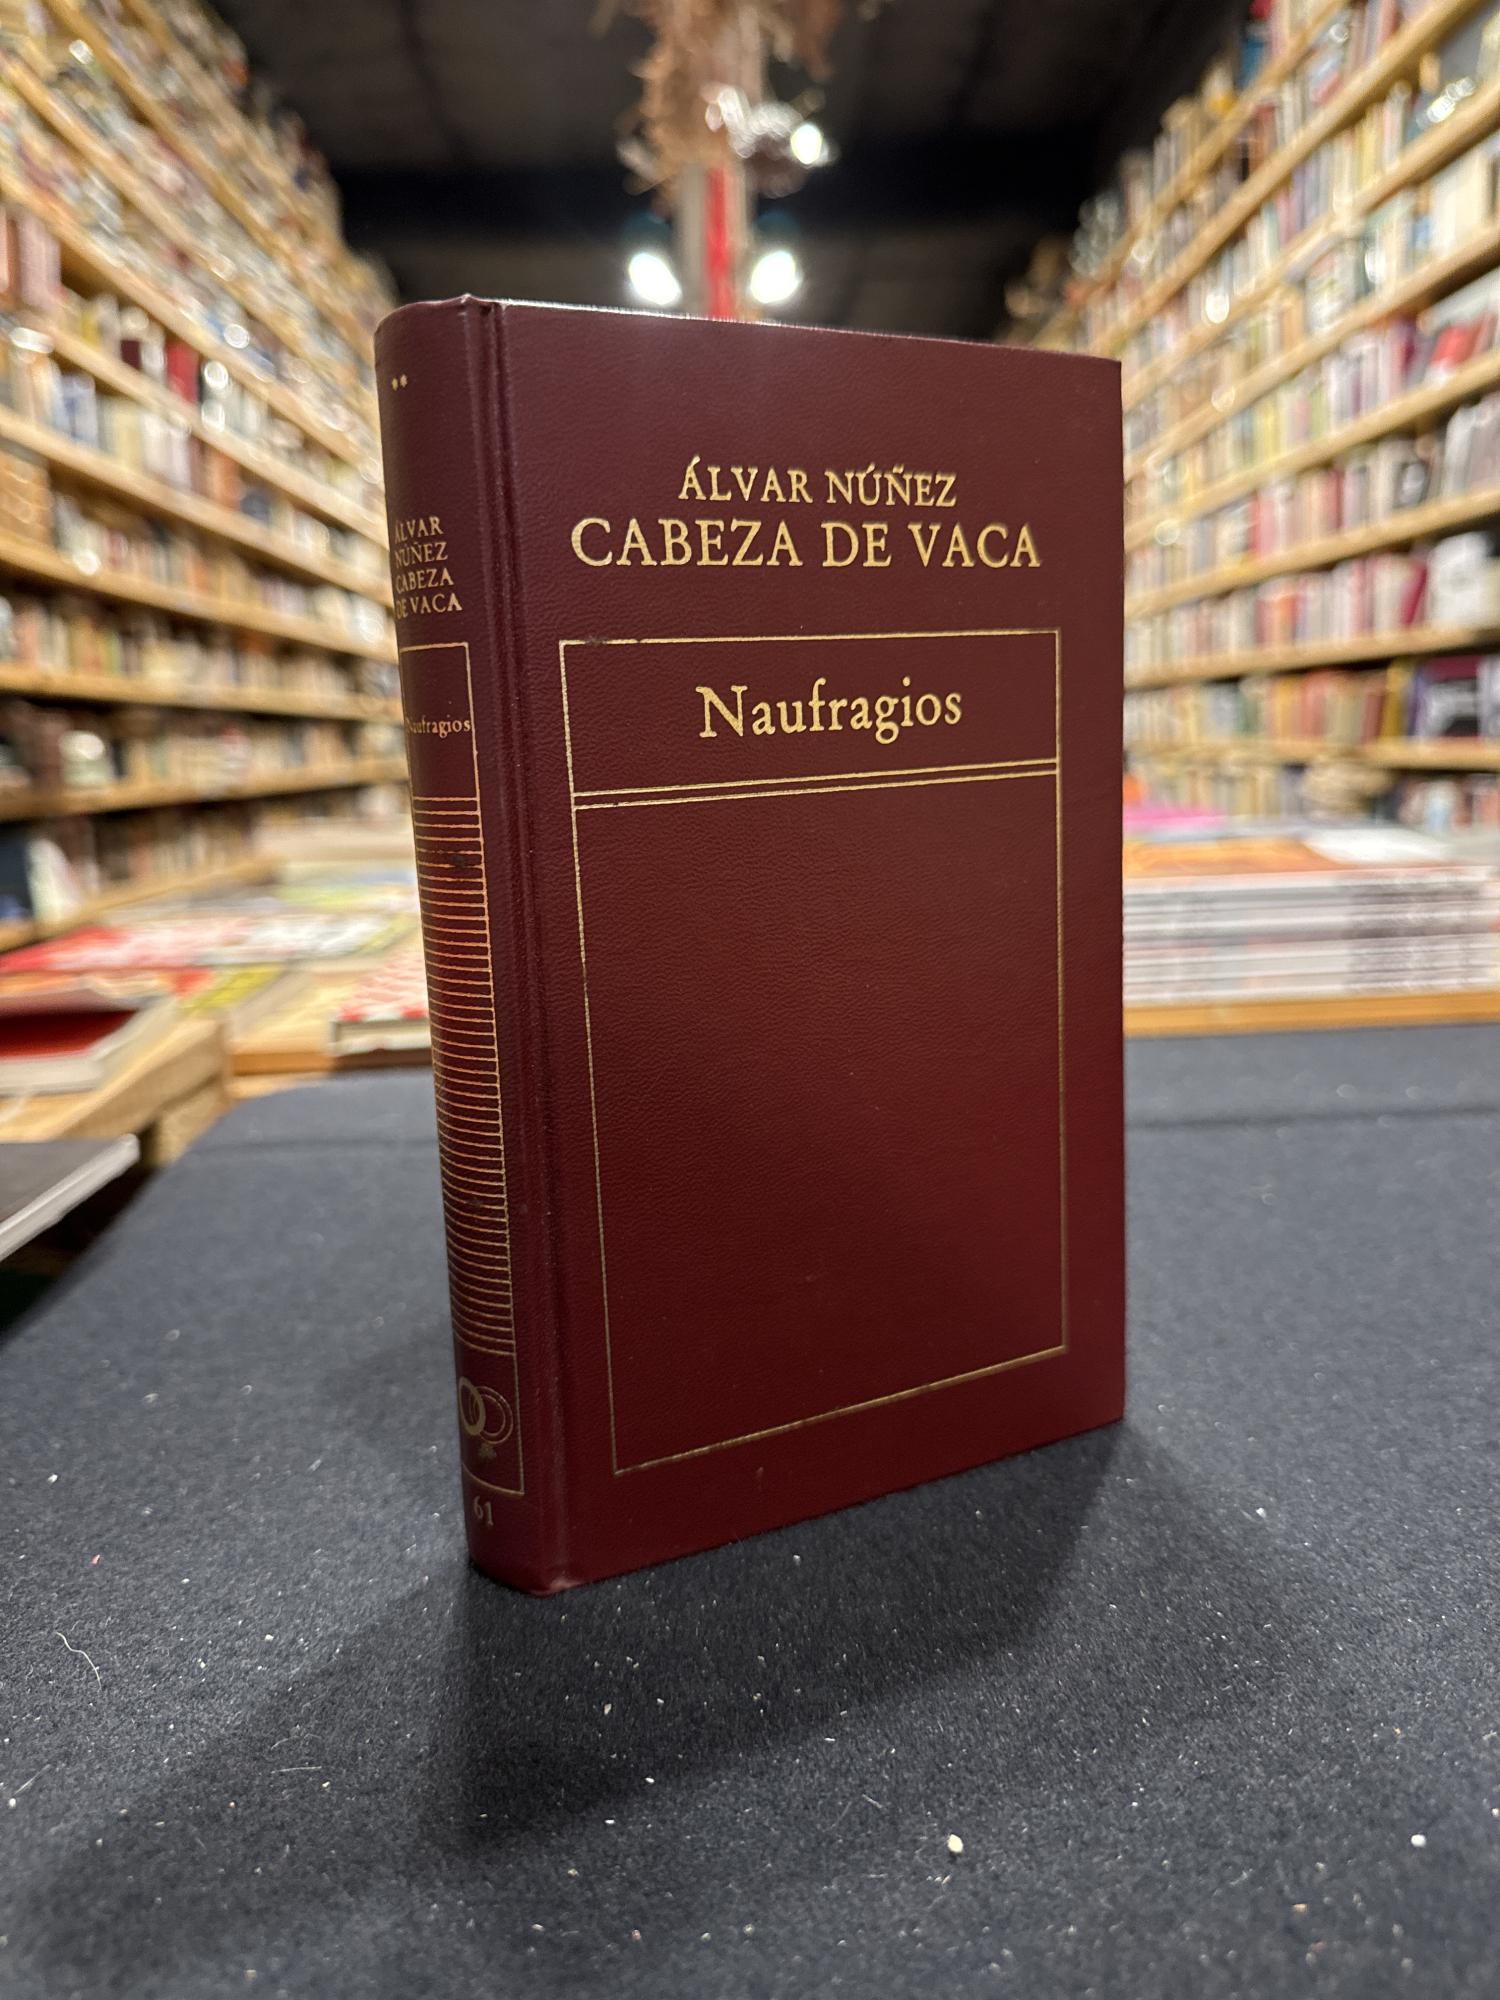 ÁLVAR NÚÑEZ
CABEZA DE VACA
Naufragios
**
ÁLVAR
NÚÑEZ
CABEZA
DE VACA
Naufragios
61